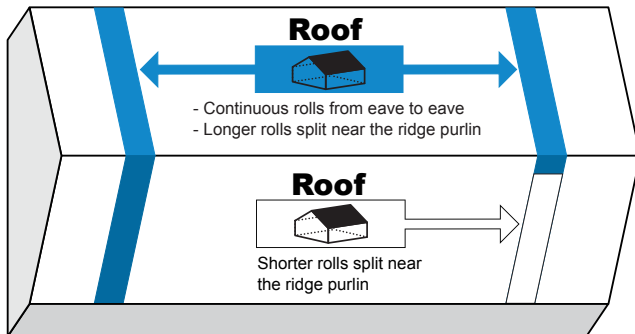 Roof
- Continuous rolls from eave to eave
- Longer rolls split near the ridge purlin
Roof
Shorter rolls split near
the ridge purlin